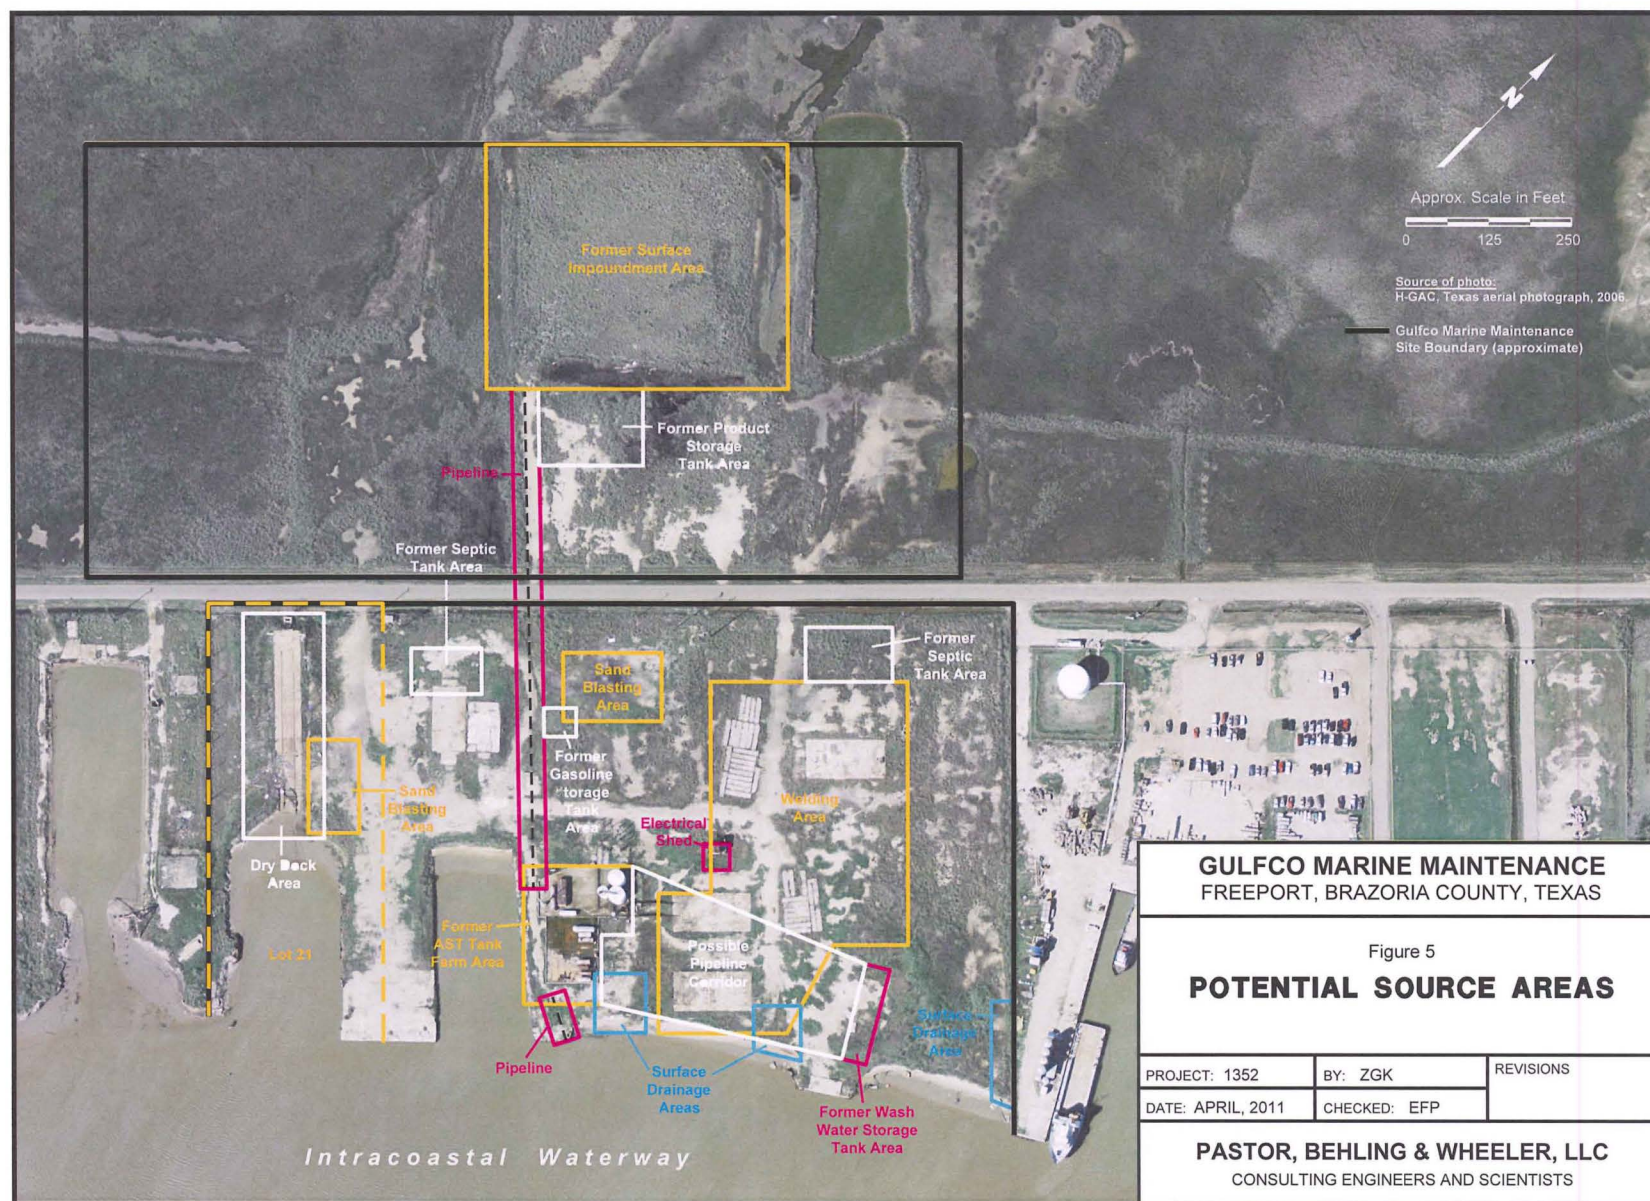 N
Approx. Scale in Feet
0 125 250
Source of photo:
H-GAC, Texas aerial photograph, 2006.
Gulfco Marine Maintenance
Site Boundary (approximate)
Former Surface
Impoundment Area
Former Product
Storage
Tank Area
Pipeline
Former Septic
Tank Area
Former
Septic
Tank Area
Sand
Blasting
Area
Former
Gasoline
torage
Tank
Area
Sand
Blasting
Area
Welding
Area
Electrical
Shed
Dry Dock
Area
Lot 21
Former
AST Tank
Farm Area
Possible
Pipeline
Corridor
Surface
Drainage
Area
Pipeline
Surface
Drainage
Areas
Former Wash
Water Storage
Tank Area
Intracoastal Waterway
GULFCO MARINE MAINTENANCE
FREEPORT, BRAZORIA COUNTY, TEXAS
Figure 5
POTENTIAL SOURCE AREAS
PROJECT: 1352
BY: ZGK
REVISIONS
DATE: APRIL, 2011
CHECKED: EFP
PASTOR, BEHLING & WHEELER, LLC
CONSULTING ENGINEERS AND SCIENTISTS